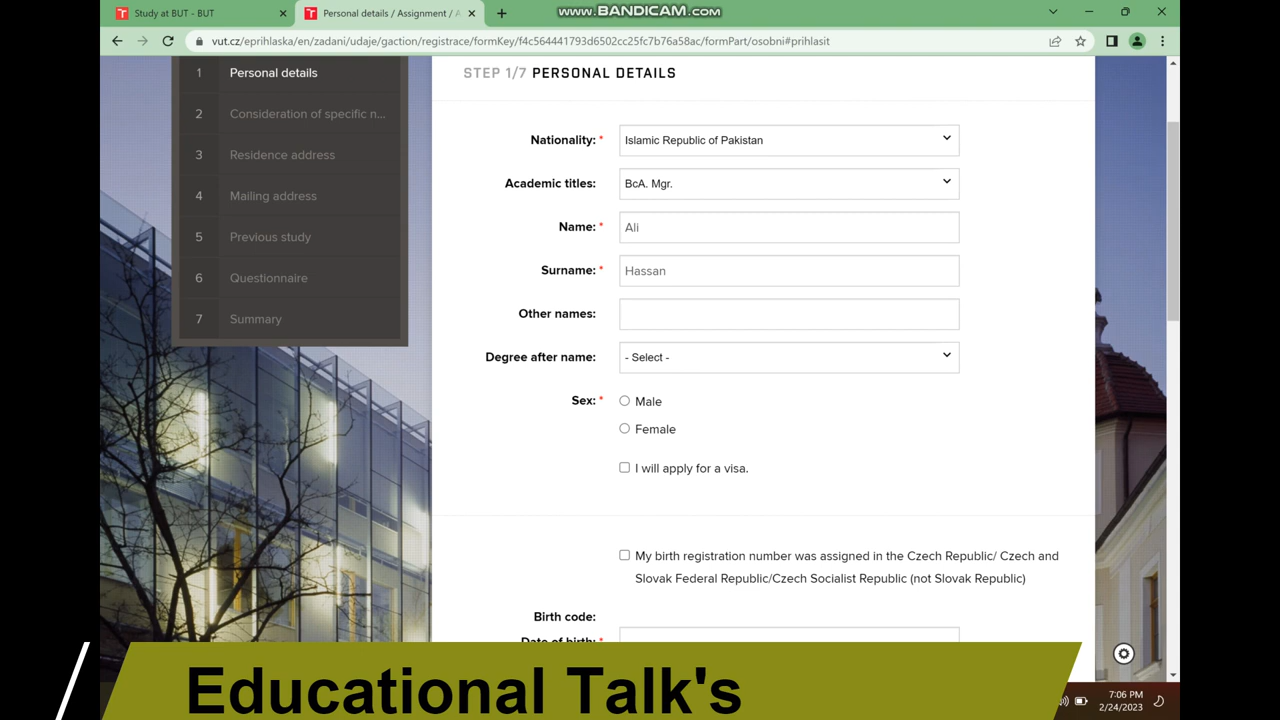 Study at BUT - BUT
Personal details / Assignment / A
www.BANDICAM.com
vut.cz/eprihlaska/en/zadani/udaje/gaction/registrace/formKey/f4c564441793d6502cc25fc7b76a58ac/formPart/osobni#prihlasit
1 Personal details
2 Consideration of specific n...
3 Residence address
4 Mailing address
5 Previous study
6 Questionnaire
7 Summary
STEP 1/7 PERSONAL DETAILS
Nationality: * Islamic Republic of Pakistan
Academic titles: BcA. Mgr.
Name: * Ali
Surname: * Hassan
Other names:
Degree after name: - Select -
Sex: * Male
Female
I will apply for a visa.
My birth registration number was assigned in the Czech Republic/ Czech and
Slovak Federal Republic/Czech Socialist Republic (not Slovak Republic)
Birth code:
Date of birth: *
Educational Talk's
7:06 PM
2/24/2023